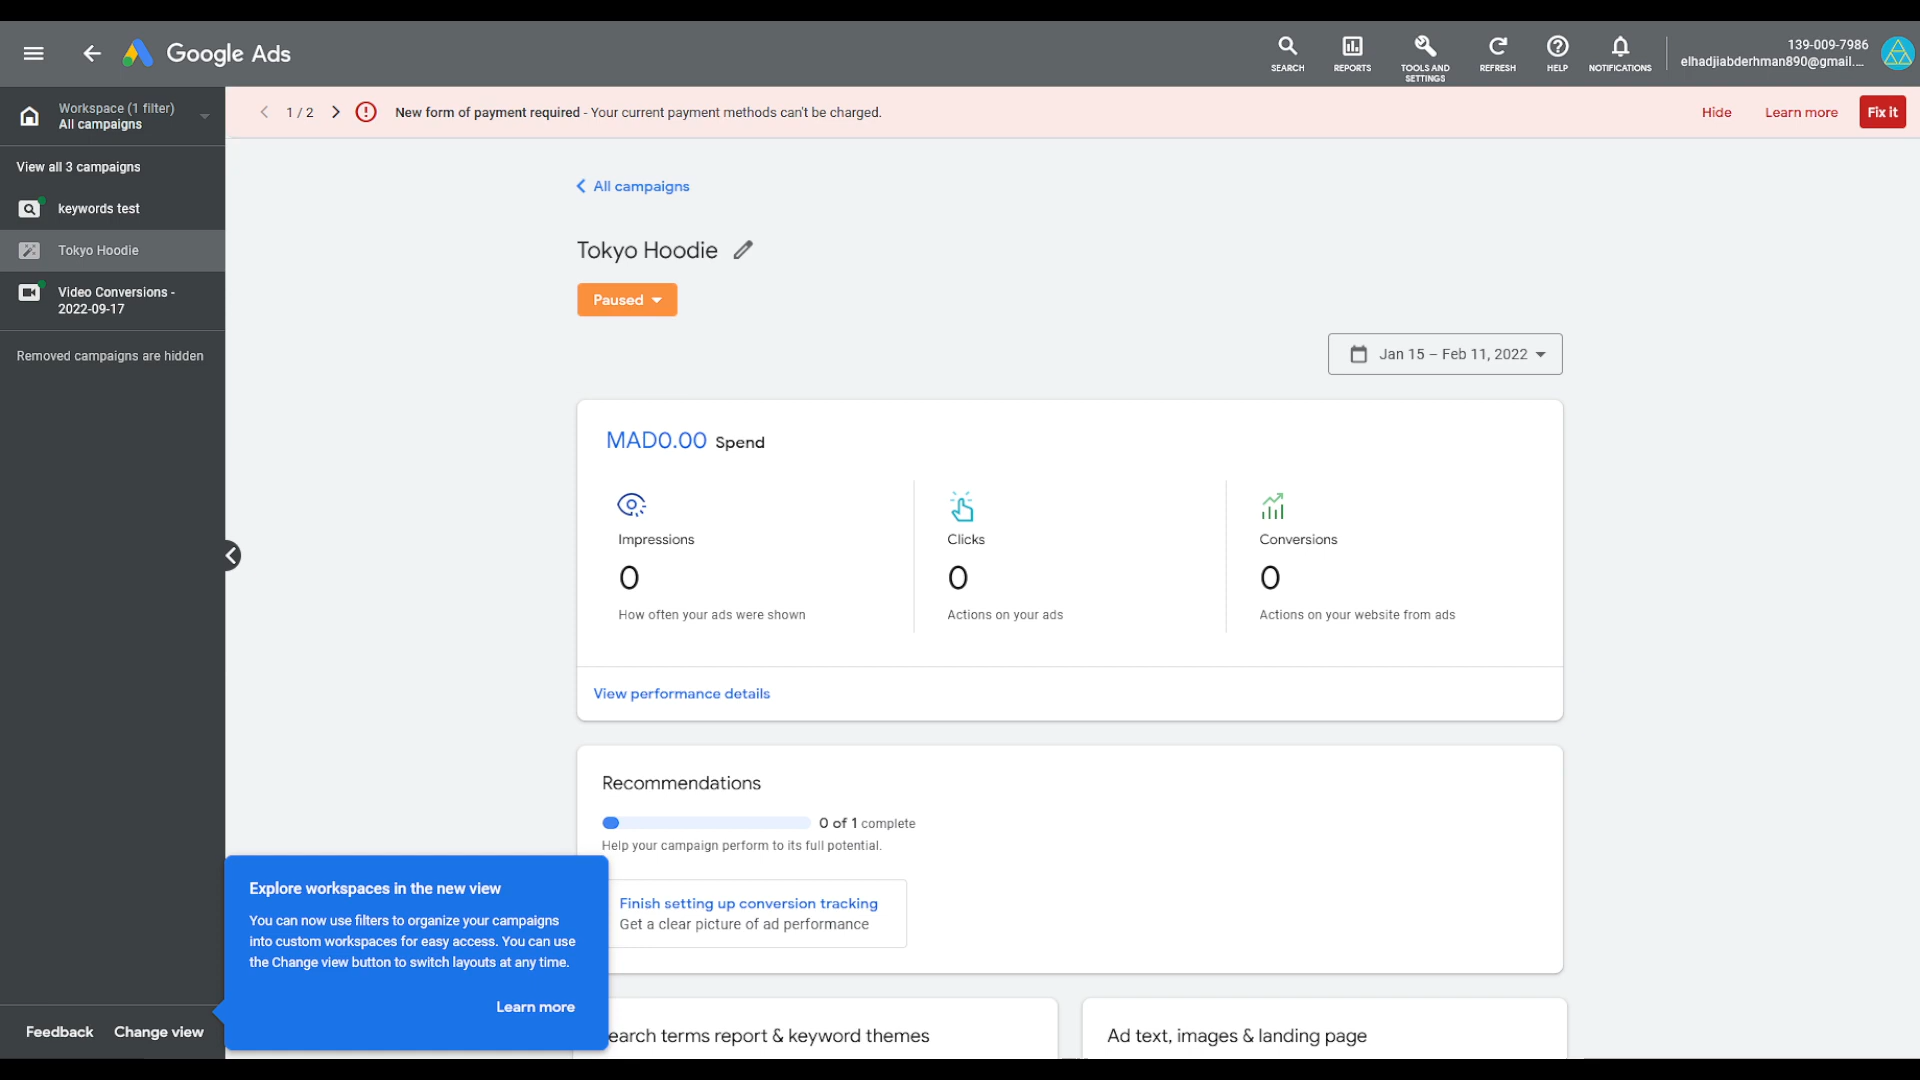 Google Ads
SEARCH
REPORTS
TOOLS AND
SETTINGS
REFRESH
HELP
NOTIFICATIONS
139-009-7986
elhadjiabderhman890@gmail....
Workspace (1 filter)
All campaigns
1 / 2
New form of payment required - Your current payment methods can't be charged.
Hide
Learn more
Fix it
View all 3 campaigns
keywords test
Tokyo Hoodie
Video Conversions -
2022-09-17
Removed campaigns are hidden
All campaigns
Tokyo Hoodie
Paused
Jan 15 – Feb 11, 2022
MAD0.00 Spend
Impressions
0
How often your ads were shown
Clicks
0
Actions on your ads
Conversions
0
Actions on your website from ads
View performance details
Recommendations
0 of 1 complete
Help your campaign perform to its full potential.
Finish setting up conversion tracking
Get a clear picture of ad performance
Explore workspaces in the new view
You can now use filters to organize your campaigns
into custom workspaces for easy access. You can use
the Change view button to switch layouts at any time.
Learn more
Feedback
Change view
earch terms report & keyword themes
Ad text, images & landing page